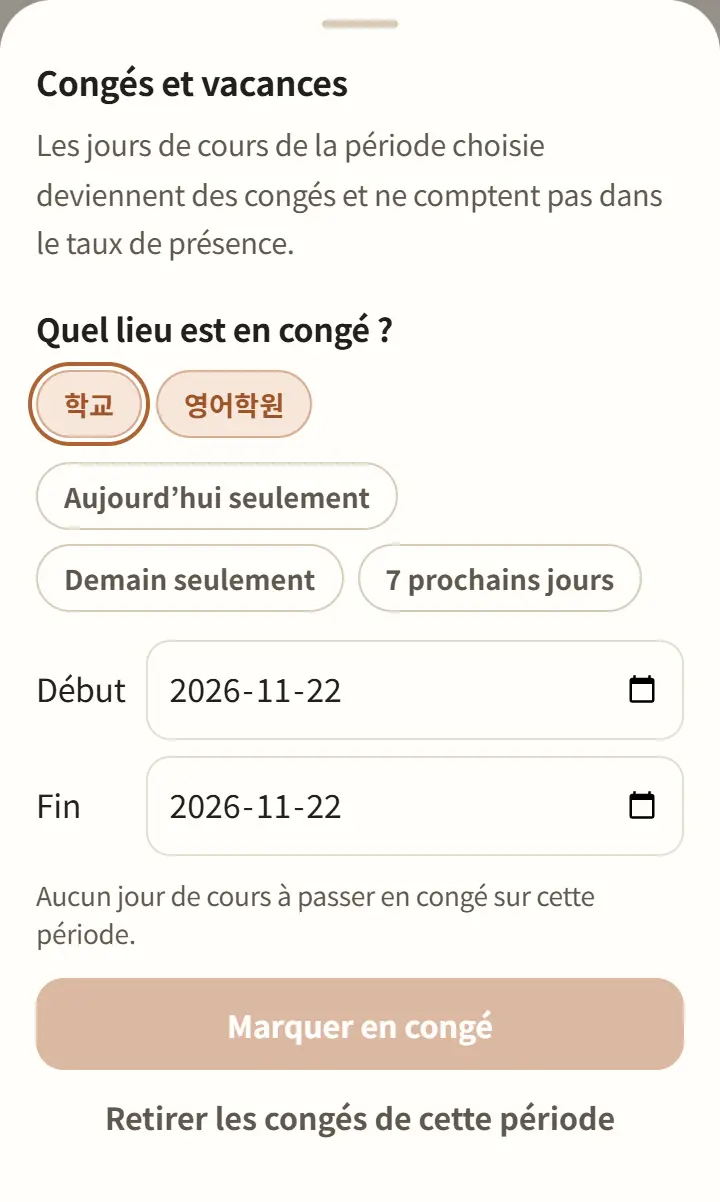 Congés et vacances
Les jours de cours de la période choisie
deviennent des congés et ne comptent pas dans
le taux de présence.
Quel lieu est en congé ?
학교 영어학원
Aujourd’hui seulement
Demain seulement 7 prochains jours
Début 2026-11-22
Fin 2026-11-22
Aucun jour de cours à passer en congé sur cette
période.
Marquer en congé
Retirer les congés de cette période